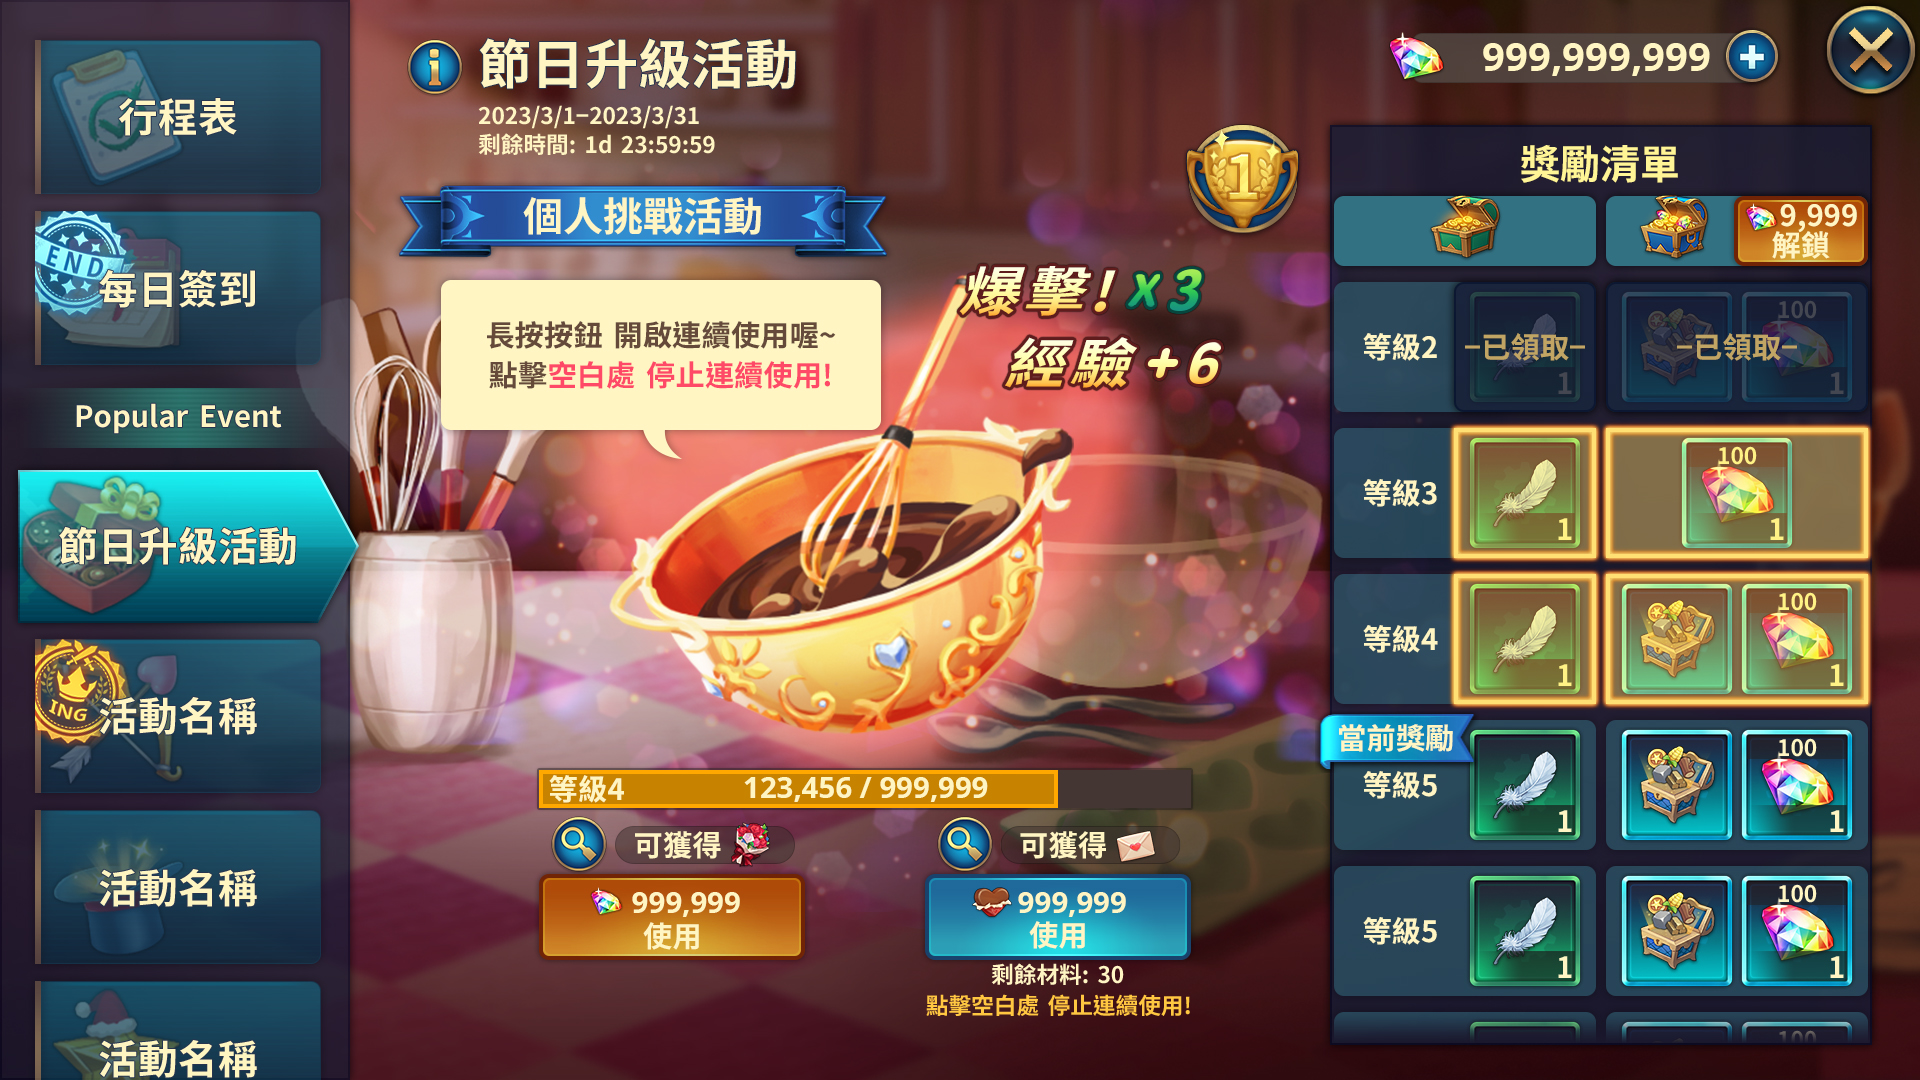 行程表
END
每日簽到
Popular Event
節日升級活動
ING
活動名稱
活動名稱
活動名稱
i
節日升級活動
2023/3/1–2023/3/31
剩餘時間: 1d 23:59:59
個人挑戰活動
長按按鈕 開啟連續使用喔~
點擊空白處 停止連續使用!
1
爆擊! x3
經驗+6
等級4 123,456 / 999,999
可獲得
999,999
使用
可獲得
999,999
使用
剩餘材料: 30
點擊空白處 停止連續使用!
999,999,999
獎勵清單
9,999
解鎖
等級2
–已領取–
1
–已領取–
100
1
等級3
1
100
1
等級4
1
100
1
當前獎勵
等級5
1
100
1
等級5
1
100
1
100